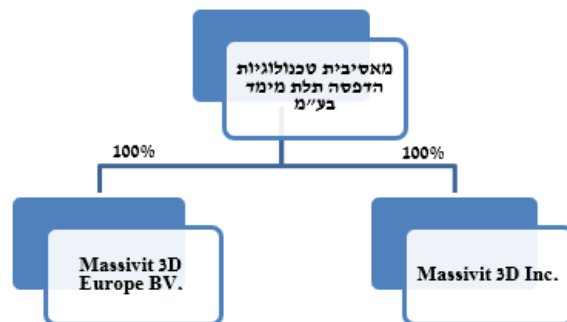 מאסיבית טכנולוגיות
הדפסה תלת מימד
בע"מ
100%
100%
Massivit 3D
Europe BV.
Massivit 3D Inc.